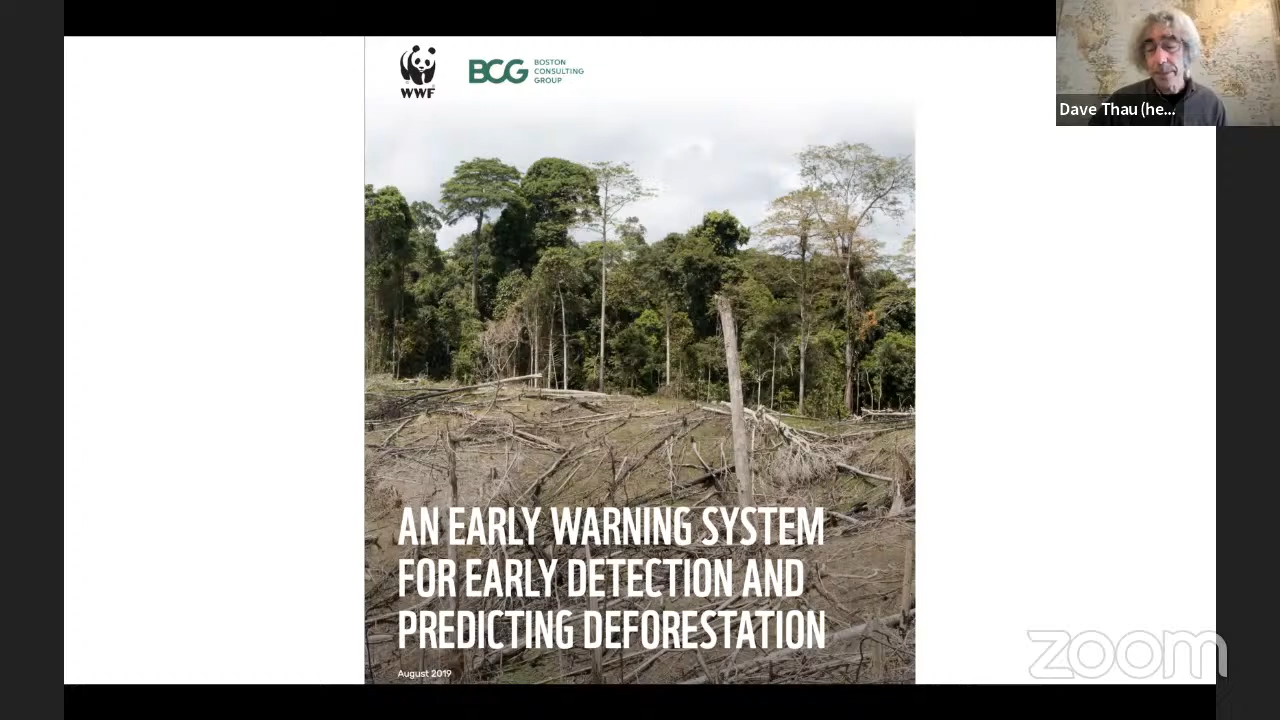 WWF
BCG
BOSTON
CONSULTING
GROUP
Dave Thau (he...
AN EARLY WARNING SYSTEM
FOR EARLY DETECTION AND
PREDICTING DEFORESTATION
August 2019
zoom